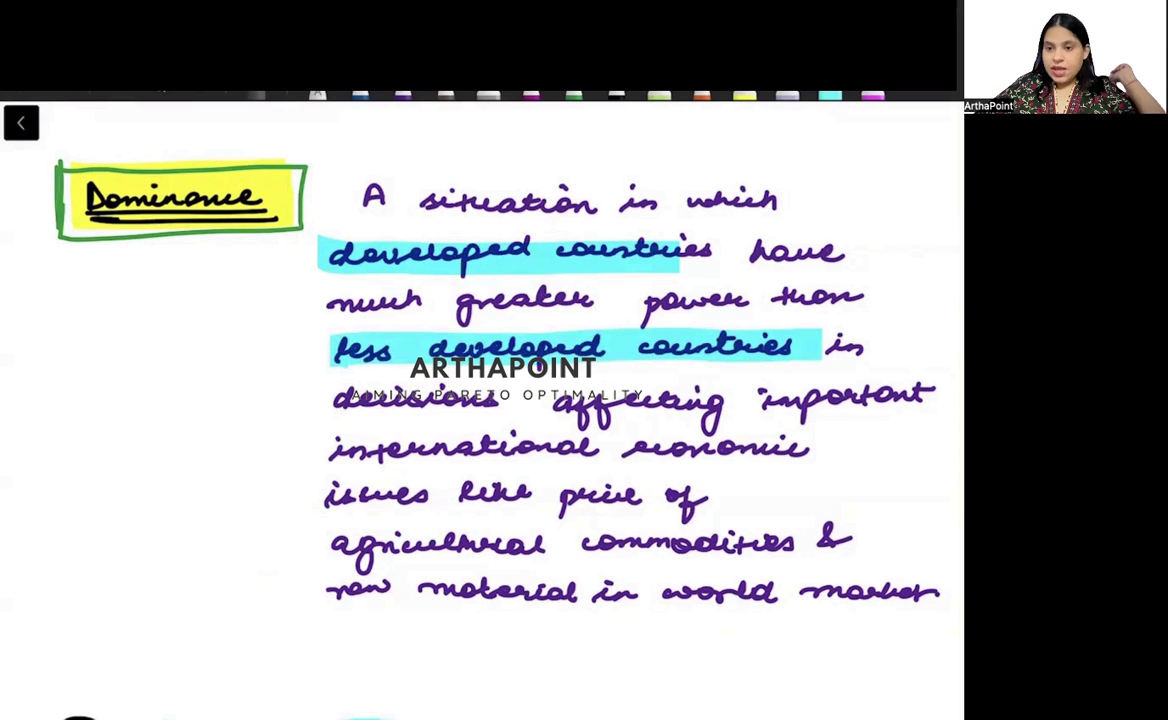 ArthaPoint
Dominance
A situation in which
developed countries have
much greater power than
less developed countries in
ARTHAPOINT
AIMING PARETO OPTIMALITY
decisions affecting important
international economic
issues like price of
agricultural commodities &
raw material in world market